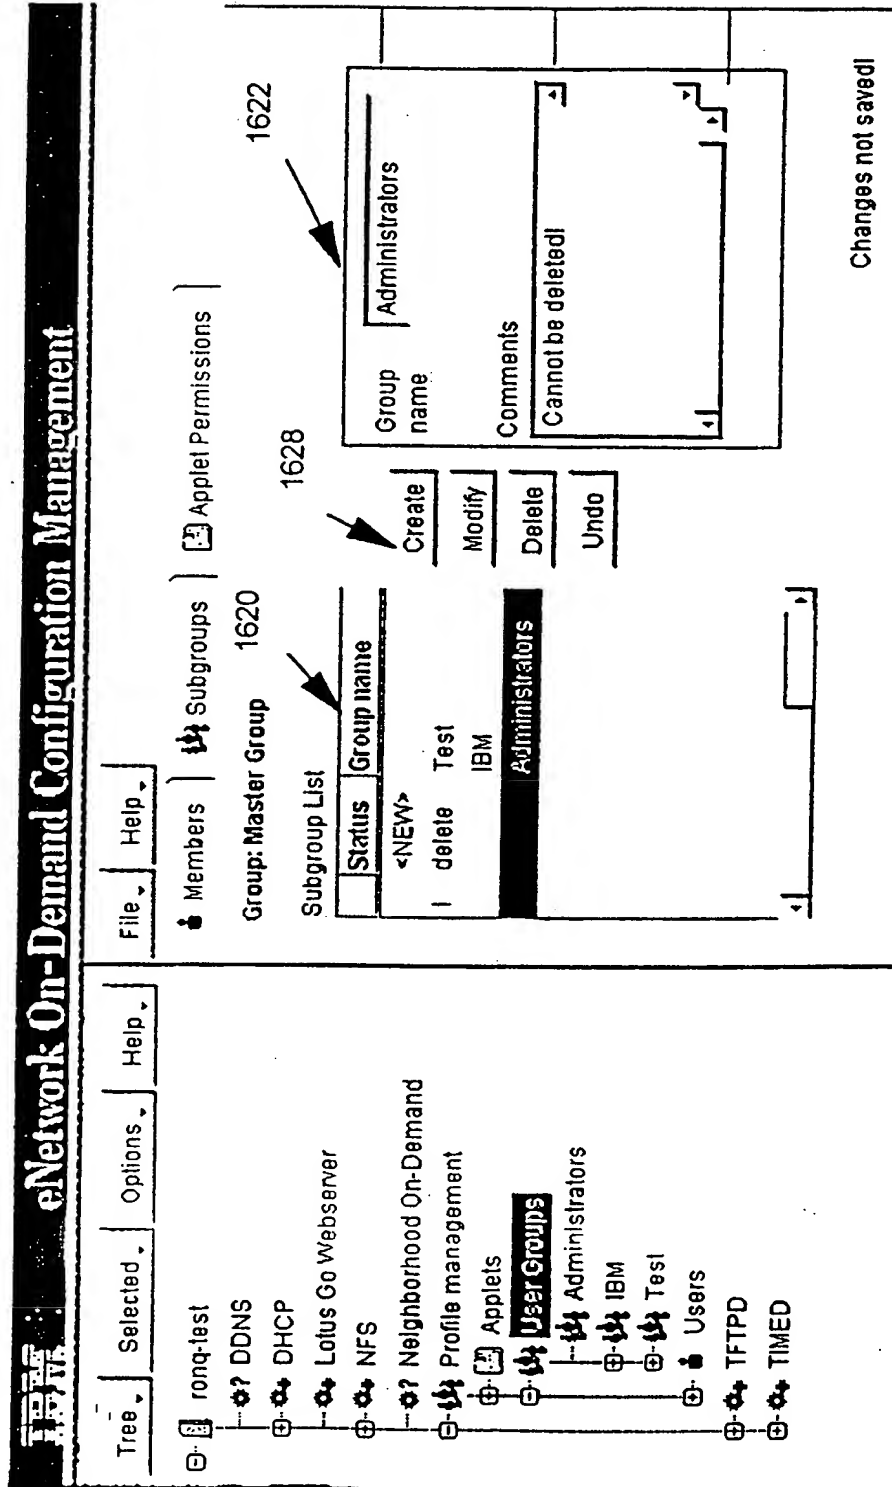 eNetwork On-Demand Configuration Management
Tree Selected Options Help
ronq-test
? DDNS
DHCP
Lotus Go Webserver
NFS
? Neighborhood On-Demand
Profile management
Applets
User Groups
Administrators
IBM
Test
Users
TFTPD
TIMED
File Help
Members Subgroups Applet Permissions
Group: Master Group
Subgroup List
1620
Status Group name
<NEW>
| delete Test
IBM
Administrators
1628
Create
Modify
Delete
Undo
1622
Group name
Administrators
Comments
Cannot be deleted!
Changes not saved!